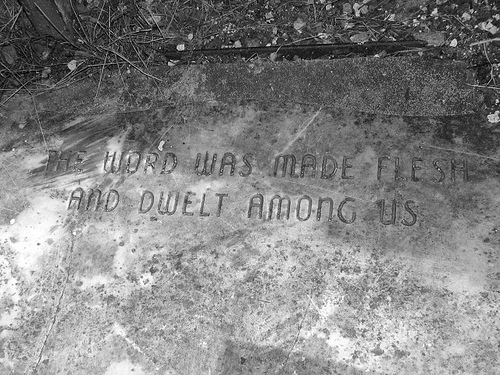 THE WORD WAS MADE FLESH
AND DWELT AMONG US